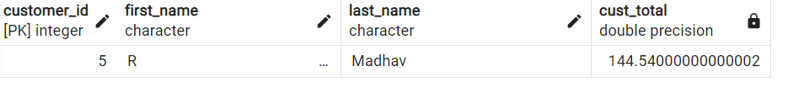 customer_id first_name last_name cust_total
[PK] integer character character double precision
5 R ... Madhav 144.54000000000002